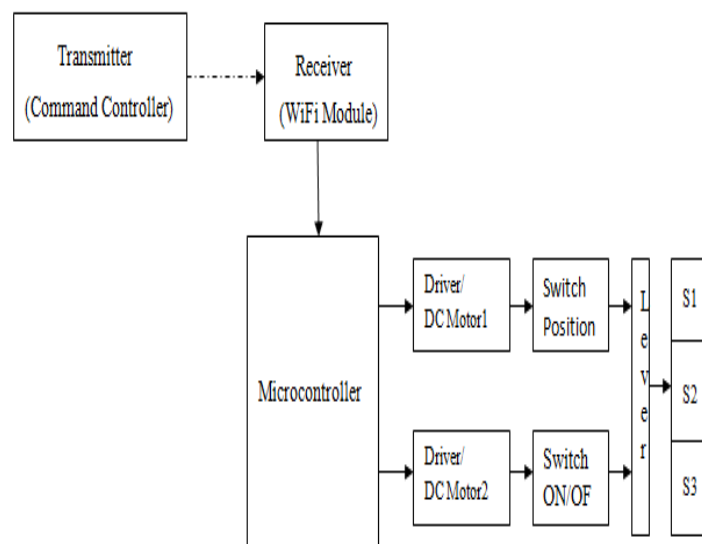 Transmitter
(Command Controller)
Receiver
(WiFi Module)
Microcontroller
Driver/
DC Motor1
Switch
Position
Driver/
DC Motor2
Switch
ON/OF
Lever
S1
S2
S3